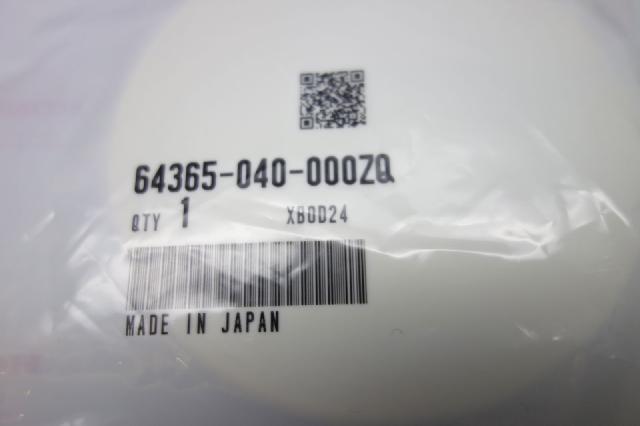 64365-040-000ZQ
QTY 1 XB0D24
MADE IN JAPAN